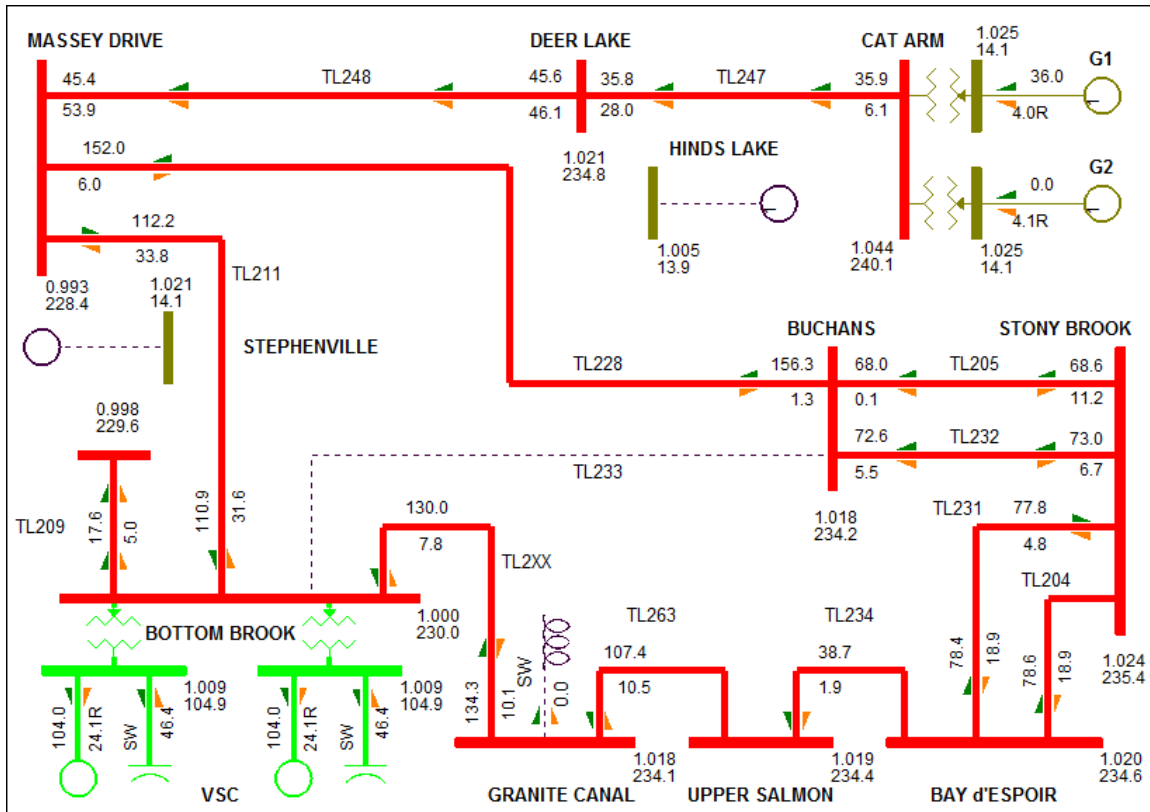 MASSEY DRIVE
DEER LAKE
CAT ARM
1.025
14.1
G1
45.4
TL248
45.6
35.8
TL247
35.9
36.0
53.9
46.1
28.0
6.1
4.0R
152.0
6.0
1.021
234.8
HINDS LAKE
G2
0.0
4.1R
112.2
33.8
1.005
13.9
1.044
240.1
1.025
14.1
0.993
228.4
1.021
14.1
TL211
STEPHENVILLE
BUCHANS
STONY BROOK
TL228
156.3
68.0
TL205
68.6
1.3
0.1
11.2
0.998
229.6
72.6
TL232
73.0
5.5
6.7
TL233
TL209
17.6
5.0
110.9
31.6
130.0
7.8
TL2XX
1.018
234.2
TL231
77.8
4.8
TL204
BOTTOM BROOK
1.000
230.0
TL263
TL234
78.4
18.9
78.6
18.9
1.024
235.4
1.009
104.9
1.009
104.9
134.3
10.1
SW
0.0
107.4
10.5
38.7
1.9
104.0
24.1R
SW
46.4
104.0
24.1R
SW
46.4
1.018
234.1
1.019
234.4
1.020
234.6
VSC
GRANITE CANAL
UPPER SALMON
BAY d'ESPOIR